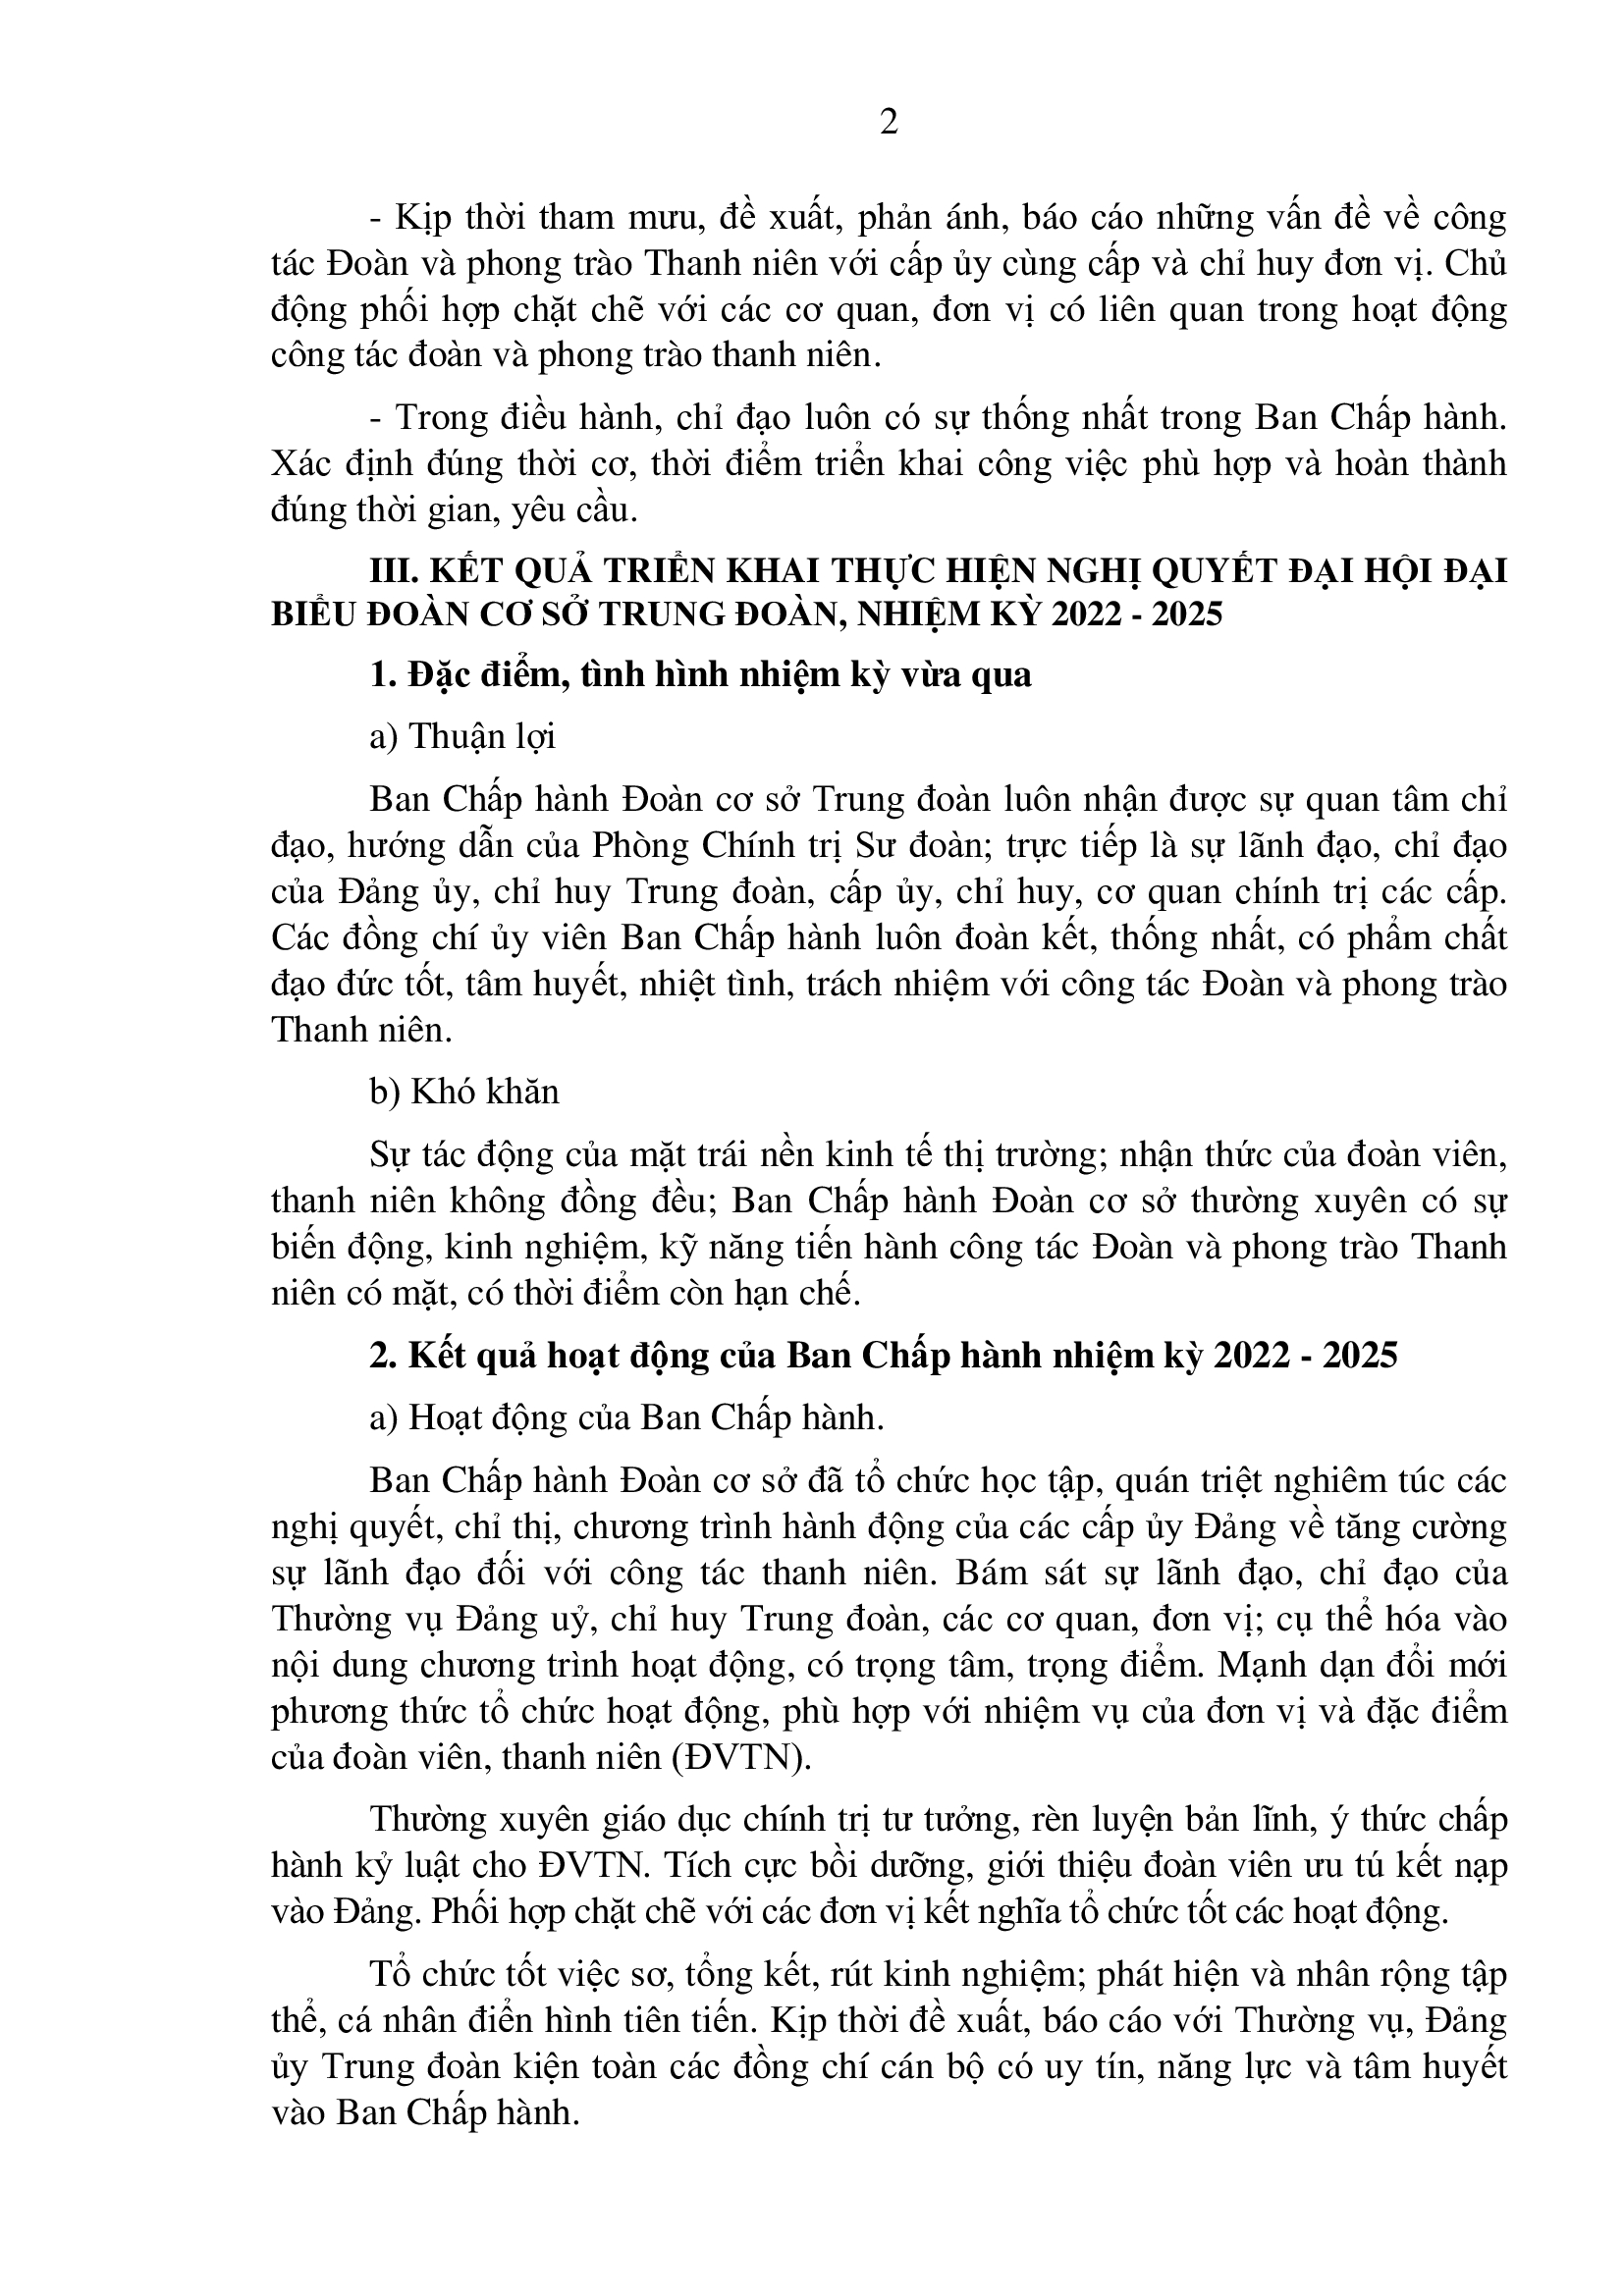 2
- Kịp thời tham mưu, đề xuất, phản ánh, báo cáo những vấn đề về công
tác Đoàn và phong trào Thanh niên với cấp ủy cùng cấp và chỉ huy đơn vị. Chủ
động phối hợp chặt chẽ với các cơ quan, đơn vị có liên quan trong hoạt động
công tác đoàn và phong trào thanh niên.
- Trong điều hành, chỉ đạo luôn có sự thống nhất trong Ban Chấp hành.
Xác định đúng thời cơ, thời điểm triển khai công việc phù hợp và hoàn thành
đúng thời gian, yêu cầu.
III. KẾT QUẢ TRIỂN KHAI THỰC HIỆN NGHỊ QUYẾT ĐẠI HỘI ĐẠI
BIỂU ĐOÀN CƠ SỞ TRUNG ĐOÀN, NHIỆM KỲ 2022 - 2025
1. Đặc điểm, tình hình nhiệm kỳ vừa qua
a) Thuận lợi
Ban Chấp hành Đoàn cơ sở Trung đoàn luôn nhận được sự quan tâm chỉ
đạo, hướng dẫn của Phòng Chính trị Sư đoàn; trực tiếp là sự lãnh đạo, chỉ đạo
của Đảng ủy, chỉ huy Trung đoàn, cấp ủy, chỉ huy, cơ quan chính trị các cấp.
Các đồng chí ủy viên Ban Chấp hành luôn đoàn kết, thống nhất, có phẩm chất
đạo đức tốt, tâm huyết, nhiệt tình, trách nhiệm với công tác Đoàn và phong trào
Thanh niên.
b) Khó khăn
Sự tác động của mặt trái nền kinh tế thị trường; nhận thức của đoàn viên,
thanh niên không đồng đều; Ban Chấp hành Đoàn cơ sở thường xuyên có sự
biến động, kinh nghiệm, kỹ năng tiến hành công tác Đoàn và phong trào Thanh
niên có mặt, có thời điểm còn hạn chế.
2. Kết quả hoạt động của Ban Chấp hành nhiệm kỳ 2022 - 2025
a) Hoạt động của Ban Chấp hành.
Ban Chấp hành Đoàn cơ sở đã tổ chức học tập, quán triệt nghiêm túc các
nghị quyết, chỉ thị, chương trình hành động của các cấp ủy Đảng về tăng cường
sự lãnh đạo đối với công tác thanh niên. Bám sát sự lãnh đạo, chỉ đạo của
Thường vụ Đảng uỷ, chỉ huy Trung đoàn, các cơ quan, đơn vị; cụ thể hóa vào
nội dung chương trình hoạt động, có trọng tâm, trọng điểm. Mạnh dạn đổi mới
phương thức tổ chức hoạt động, phù hợp với nhiệm vụ của đơn vị và đặc điểm
của đoàn viên, thanh niên (ĐVTN).
Thường xuyên giáo dục chính trị tư tưởng, rèn luyện bản lĩnh, ý thức chấp
hành kỷ luật cho ĐVTN. Tích cực bồi dưỡng, giới thiệu đoàn viên ưu tú kết nạp
vào Đảng. Phối hợp chặt chẽ với các đơn vị kết nghĩa tổ chức tốt các hoạt động.
Tổ chức tốt việc sơ, tổng kết, rút kinh nghiệm; phát hiện và nhân rộng tập
thể, cá nhân điển hình tiên tiến. Kịp thời đề xuất, báo cáo với Thường vụ, Đảng
ủy Trung đoàn kiện toàn các đồng chí cán bộ có uy tín, năng lực và tâm huyết
vào Ban Chấp hành.